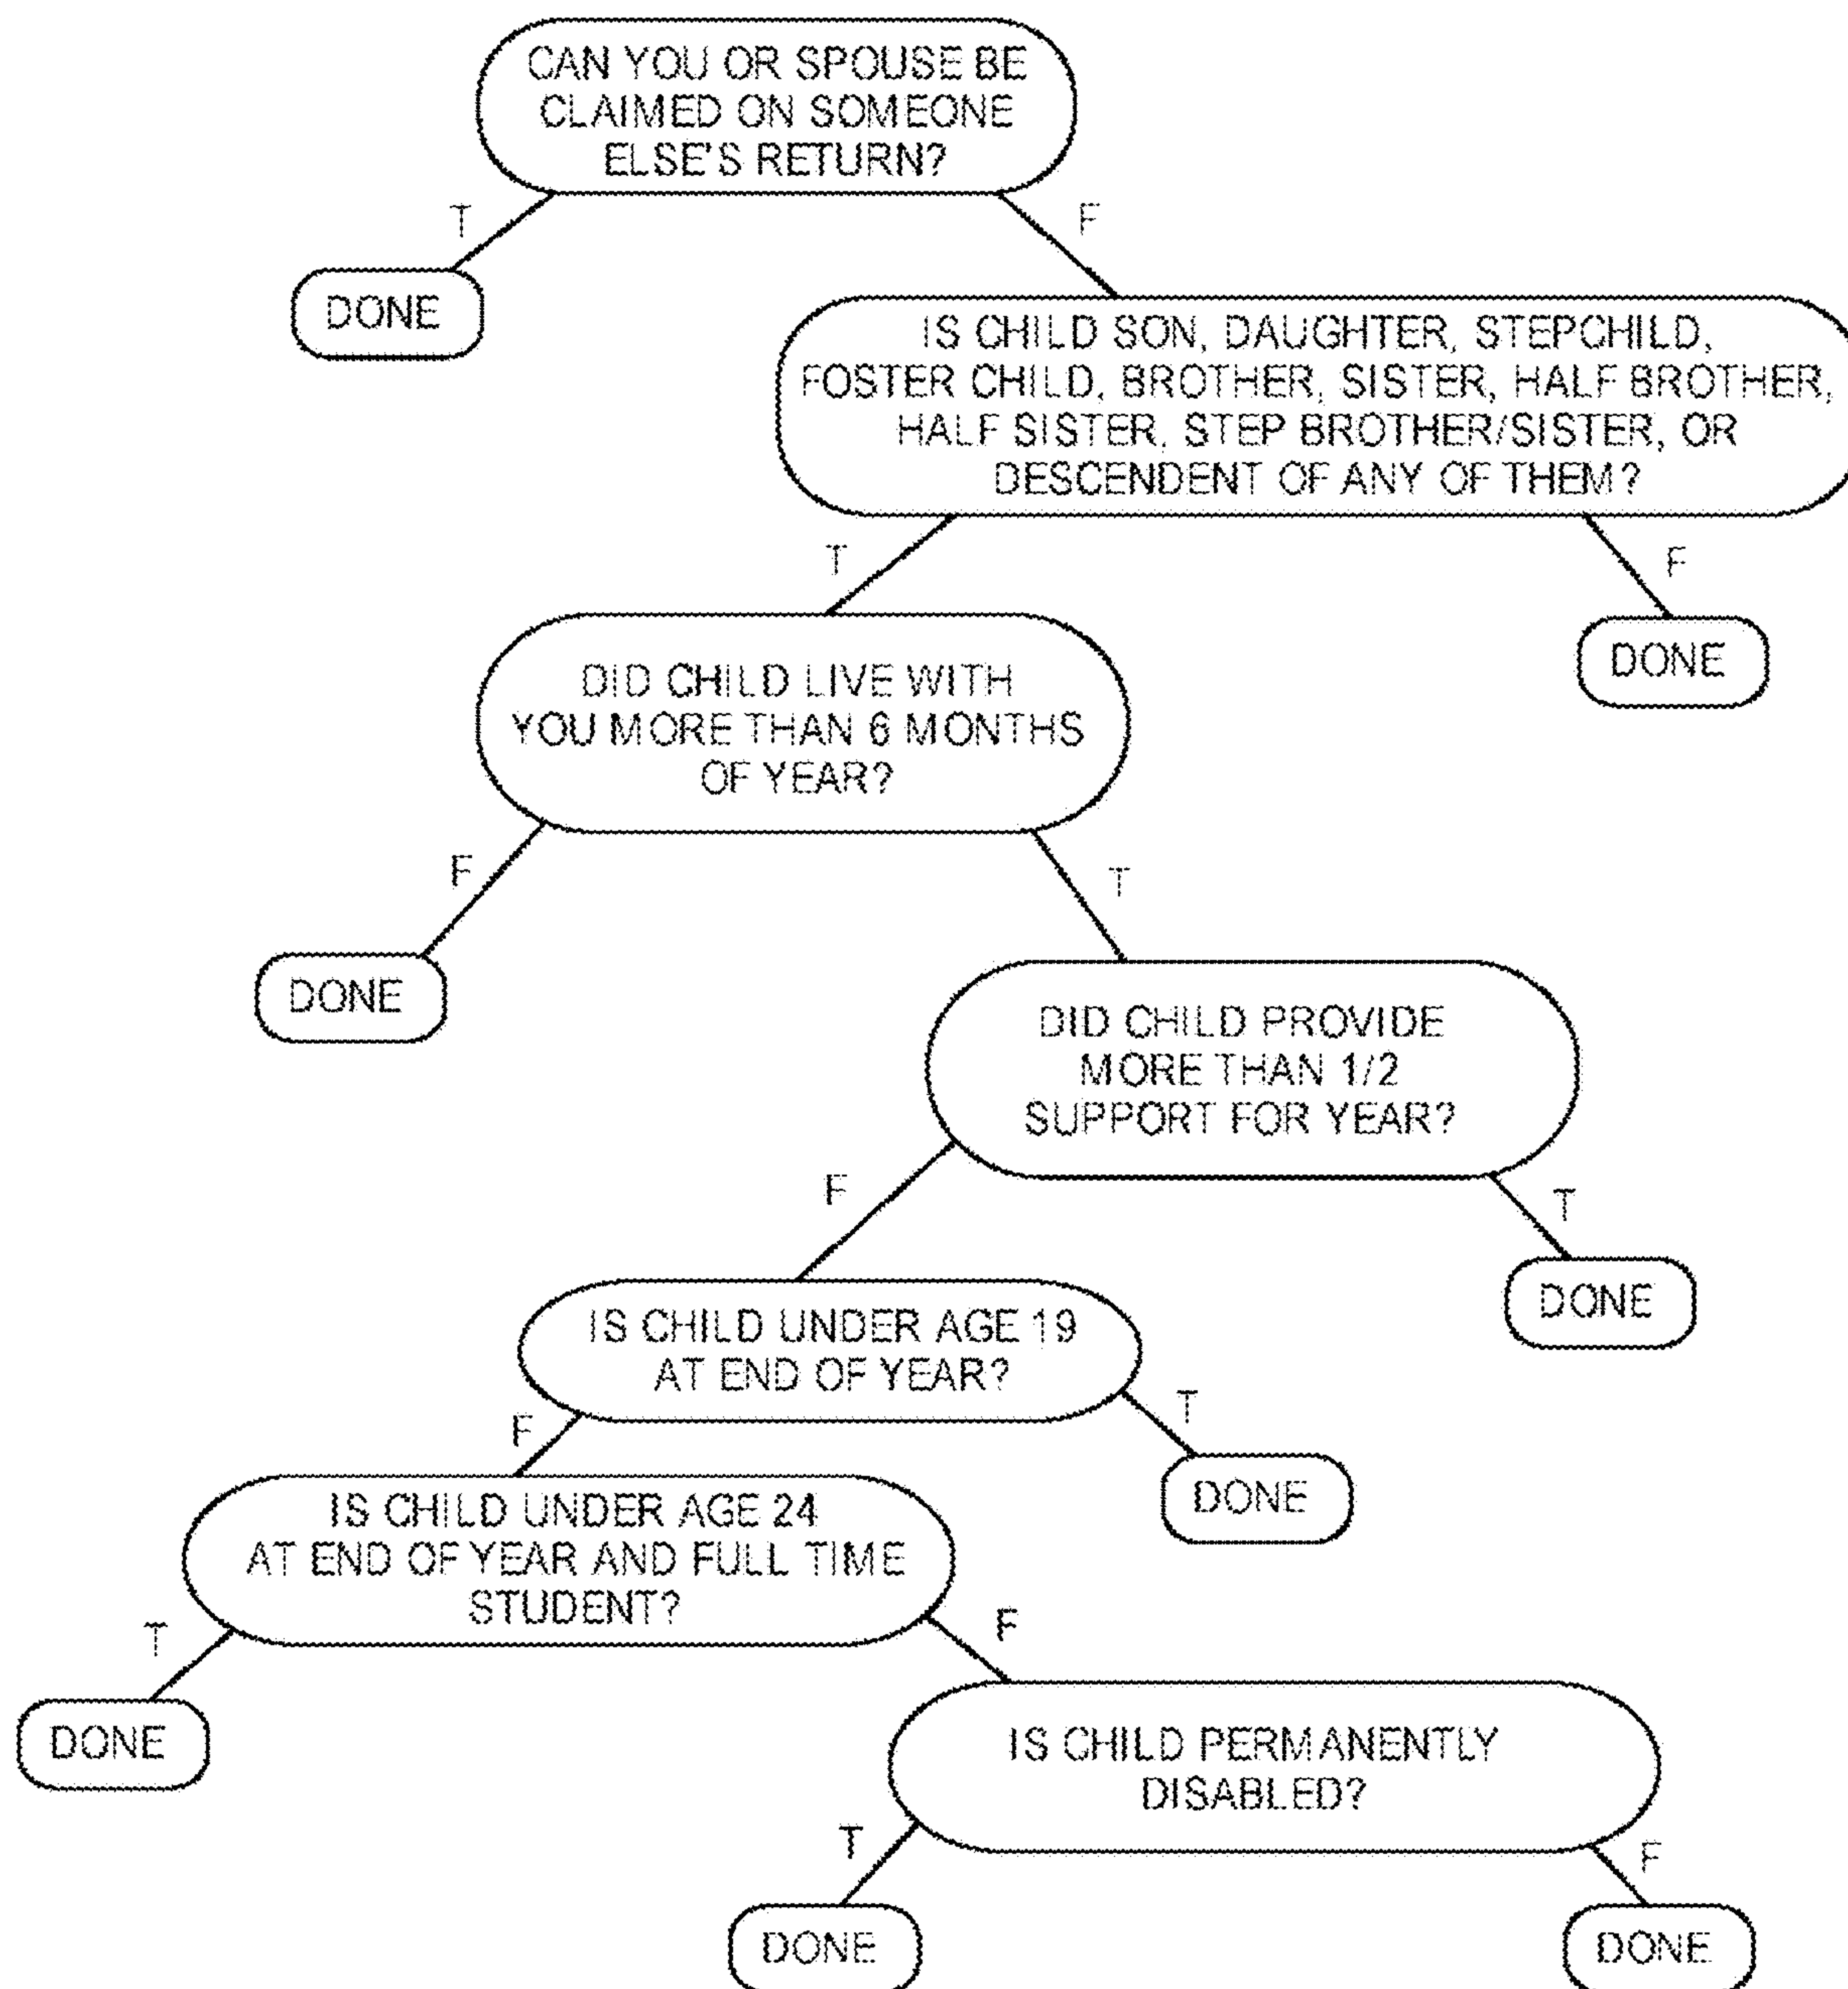 CAN YOU OR SPOUSE BE
CLAIMED ON SOMEONE
ELSE'S RETURN?
T
F
DONE
IS CHILD SON, DAUGHTER, STEPCHILD,
FOSTER CHILD, BROTHER, SISTER, HALF BROTHER,
HALF SISTER, STEP BROTHER/SISTER, OR
DESCENDENT OF ANY OF THEM?
T
F
DONE
DID CHILD LIVE WITH
YOU MORE THAN 6 MONTHS
OF YEAR?
F
T
DONE
DID CHILD PROVIDE
MORE THAN 1/2
SUPPORT FOR YEAR?
F
T
DONE
IS CHILD UNDER AGE 19
AT END OF YEAR?
F
T
DONE
IS CHILD UNDER AGE 24
AT END OF YEAR AND FULL TIME
STUDENT?
T
F
DONE
IS CHILD PERMANENTLY
DISABLED?
T
F
DONE
DONE